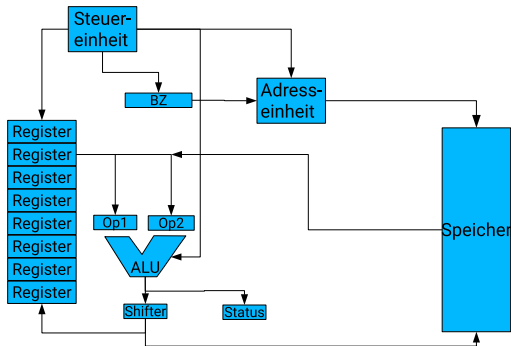 Steuer-
einheit
BZ
Adress-
einheit
Register
Register
Register
Register
Register
Register
Register
Register
Op1
Op2
ALU
Shifter
Status
Speicher